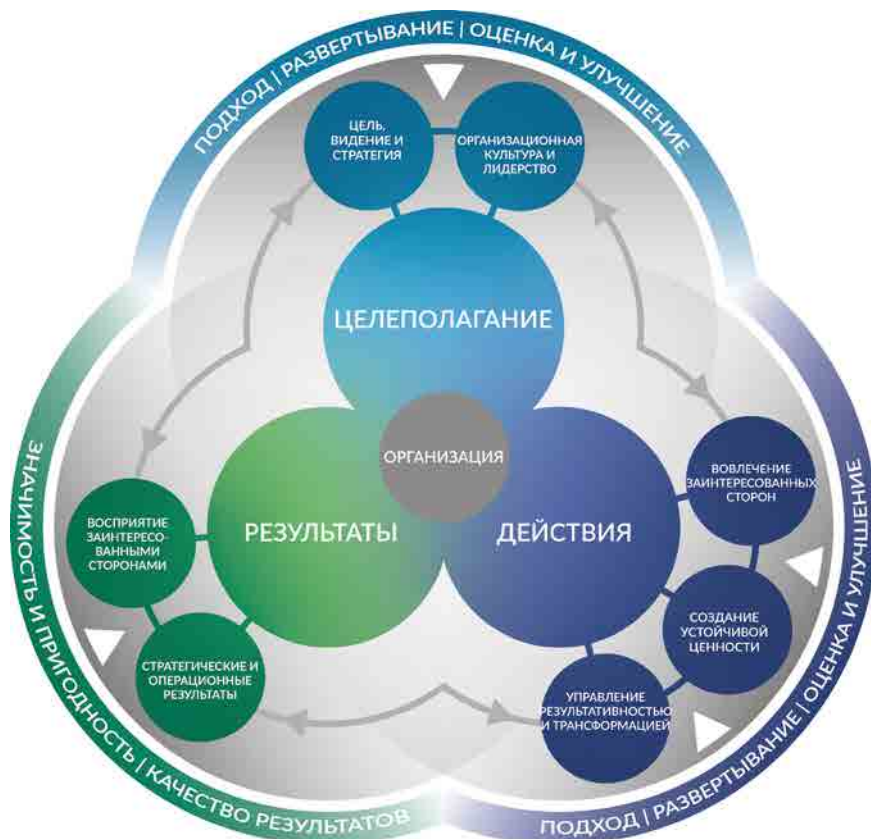 ПОДХОД | РАЗВЕРТЫВАНИЕ | ОЦЕНКА И УЛУЧШЕНИЕ
ЦЕЛЬ,
ВИДЕНИЕ И
СТРАТЕГИЯ
ОРГАНИЗАЦИОННАЯ
КУЛЬТУРА И
ЛИДЕРСТВО
ЦЕЛЕПОЛАГАНИЕ
ОРГАНИЗАЦИЯ
РЕЗУЛЬТАТЫ
ДЕЙСТВИЯ
ВОВЛЕЧЕНИЕ
ЗАИНТЕРЕСОВАННЫХ
СТОРОН
СОЗДАНИЕ
УСТОЙЧИВОЙ
ЦЕННОСТИ
УПРАВЛЕНИЕ
РЕЗУЛЬТАТИВНОСТЬЮ
И ТРАНСФОРМАЦИЕЙ
ВОСПРИЯТИЕ
ЗАИНТЕРЕСО-
ВАННЫМИ
СТОРОНАМИ
СТРАТЕГИЧЕСКИЕ И
ОПЕРАЦИОННЫЕ
РЕЗУЛЬТАТЫ
ЗНАЧИМОСТЬ И ПРИГОДНОСТЬ | КАЧЕСТВО РЕЗУЛЬТАТОВ
ПОДХОД | РАЗВЕРТЫВАНИЕ | ОЦЕНКА И УЛУЧШЕНИЕ